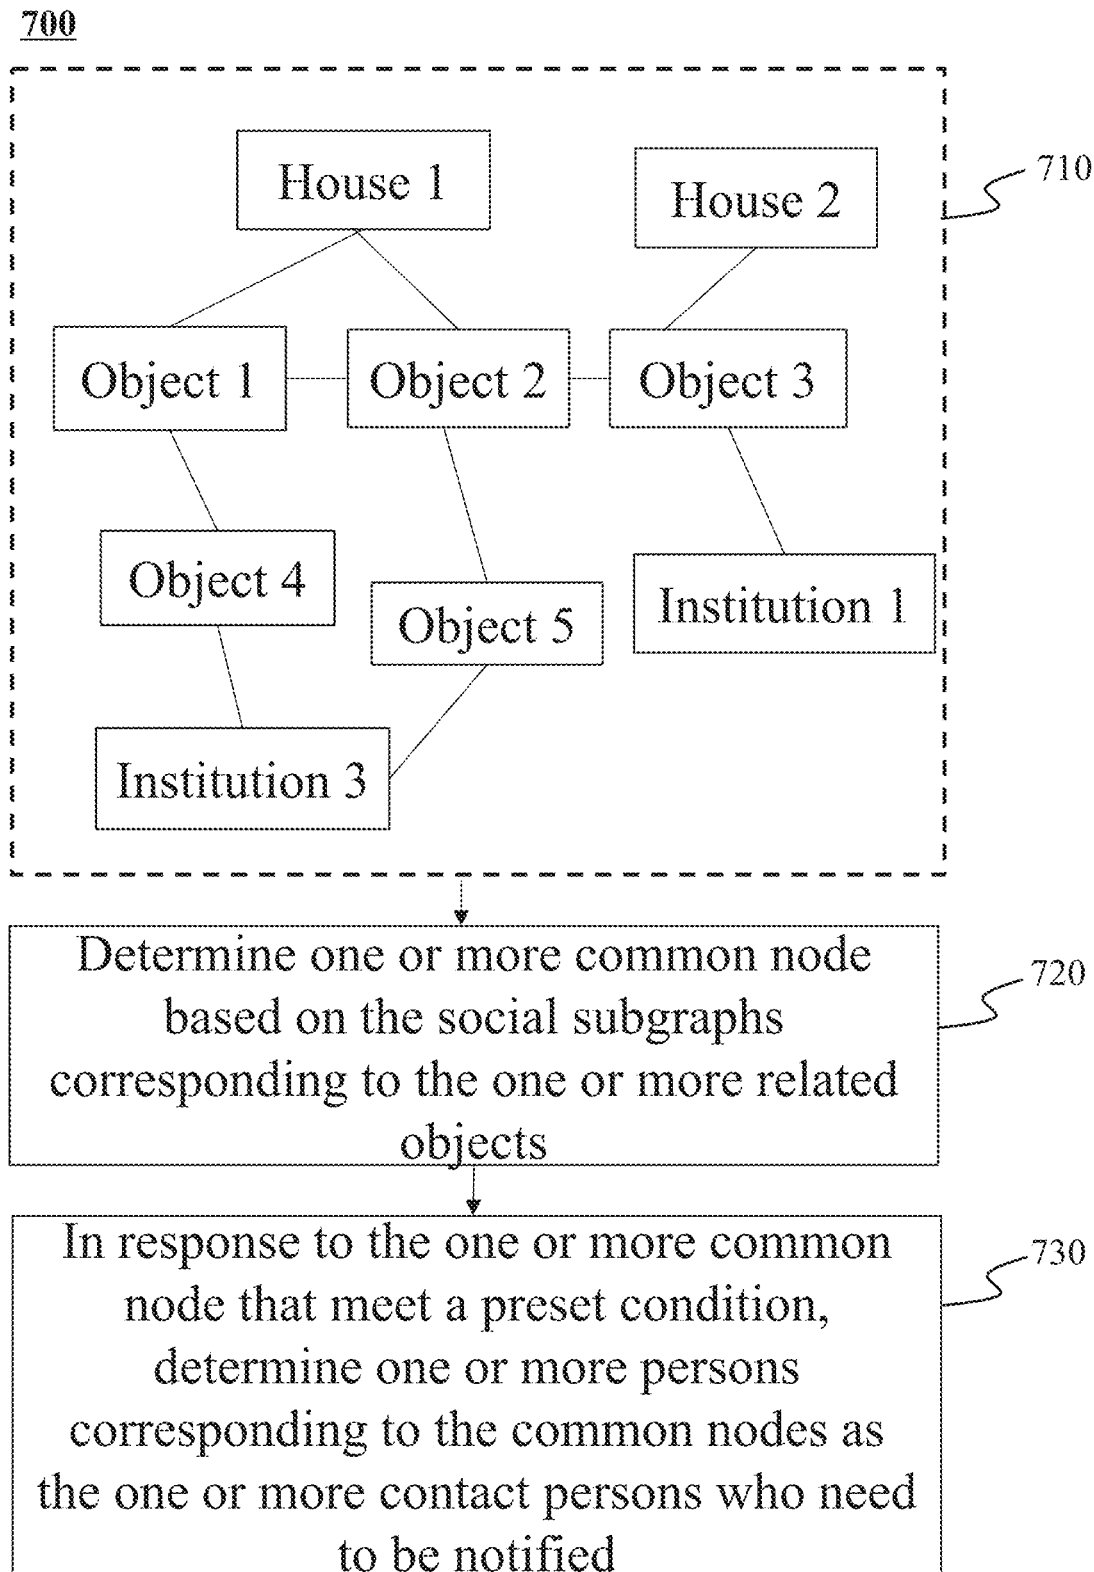 700
House 1
House 2
710
Object 1
Object 2
Object 3
Object 4
Object 5
Institution 1
Institution 3
Determine one or more common node
based on the social subgraphs
corresponding to the one or more related
objects
720
In response to the one or more common
node that meet a preset condition,
determine one or more persons
corresponding to the common nodes as
the one or more contact persons who need
to be notified
730